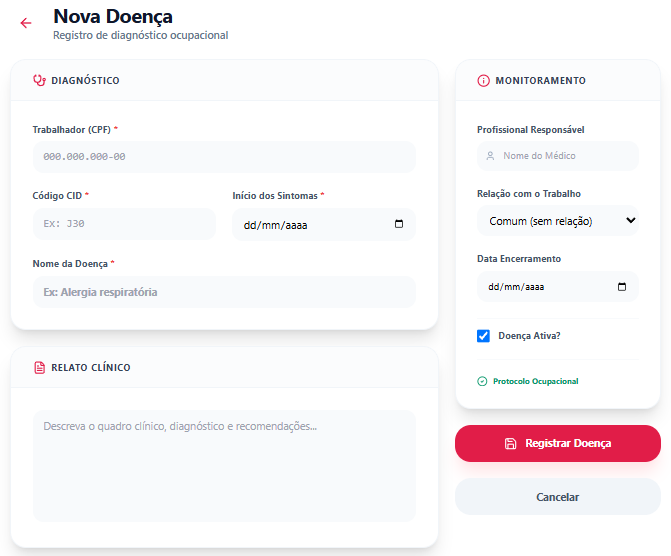 Nova Doença
Registro de diagnóstico ocupacional
DIAGNÓSTICO
Trabalhador (CPF) *
000.000.000-00
Código CID *
Início dos Sintomas *
Ex: J30
dd/mm/aaaa
Nome da Doença *
Ex: Alergia respiratória
RELATO CLÍNICO
Descreva o quadro clínico, diagnóstico e recomendações...
MONITORAMENTO
Profissional Responsável
Nome do Médico
Relação com o Trabalho
Comum (sem relação)
Data Encerramento
dd/mm/aaaa
Doença Ativa?
Protocolo Ocupacional
Registrar Doença
Cancelar